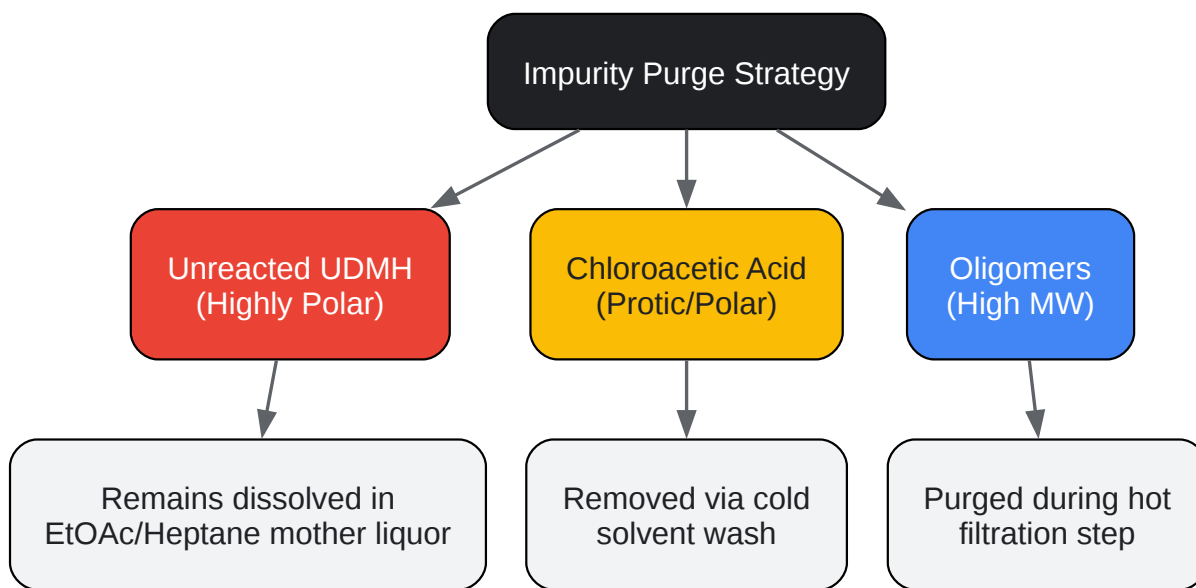 Impurity Purge Strategy
Unreacted UDMH
(Highly Polar)
Chloroacetic Acid
(Protic/Polar)
Oligomers
(High MW)
Remains dissolved in
EtOAc/Heptane mother liquor
Removed via cold
solvent wash
Purged during hot
filtration step